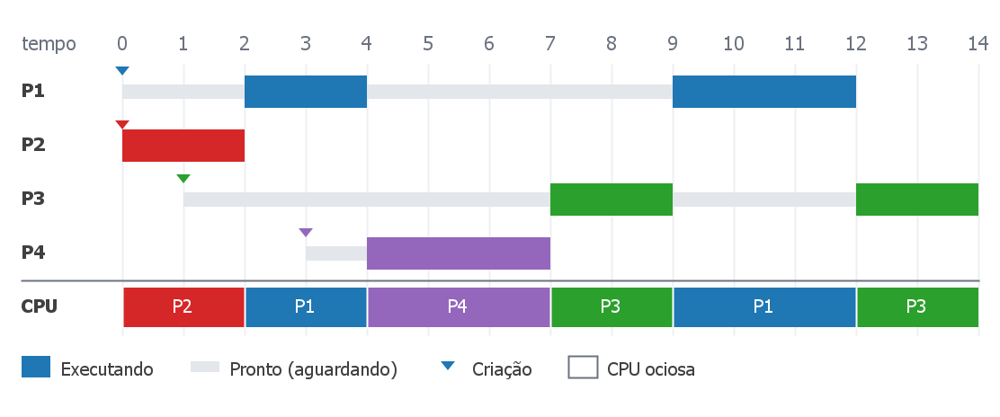 tempo 0 1 2 3 4 5 6 7 8 9 10 11 12 13 14
P1
P2
P3
P4
CPU P2 P1 P4 P3 P1 P3
Executando Pronto (aguardando) Criação CPU ociosa